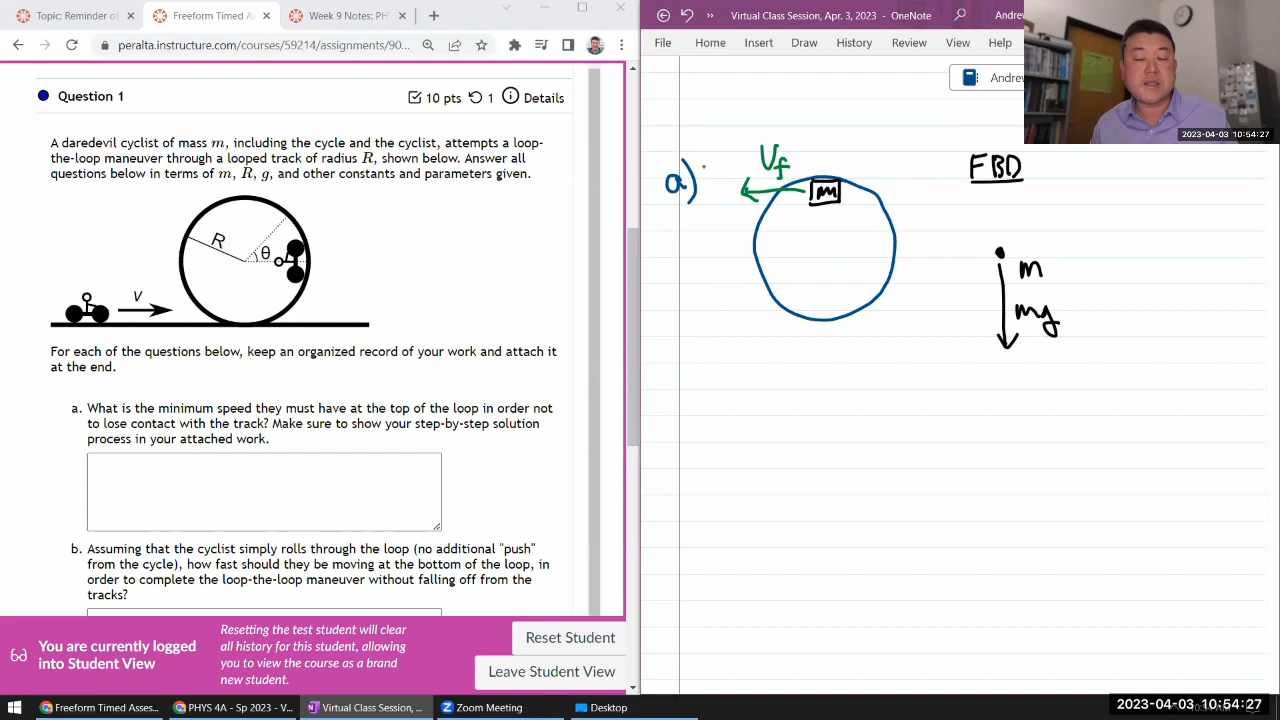 Topic: Reminder of
Freeform Timed A
Week 9 Notes: PH
peralta.instructure.com/courses/59214/assignments/90...
Question 1
10 pts
1
Details
A daredevil cyclist of mass m, including the cycle and the cyclist, attempts a loop-
the-loop maneuver through a looped track of radius R, shown below. Answer all
questions below in terms of m, R, g, and other constants and parameters given.
R
θ
v
For each of the questions below, keep an organized record of your work and attach it
at the end.
a. What is the minimum speed they must have at the top of the loop in order not
to lose contact with the track? Make sure to show your step-by-step solution
process in your attached work.
b. Assuming that the cyclist simply rolls through the loop (no additional "push"
from the cycle), how fast should they be moving at the bottom of the loop, in
order to complete the loop-the-loop maneuver without falling off from the
tracks?
You are currently logged
into Student View
Resetting the test student will clear
all history for this student, allowing
you to view the course as a brand
new student.
Reset Student
Leave Student View
Virtual Class Session, Apr. 3, 2023 - OneNote
Andre
File Home Insert Draw History Review View Help
Andrew
2023-04-03 10:54:27
a)
Vf
m
FBD
m
mg
Freeform Timed Asses...
PHYS 4A - Sp 2023 - V...
Virtual Class Session, ...
Zoom Meeting
Desktop
2023-04-03 10:54:27